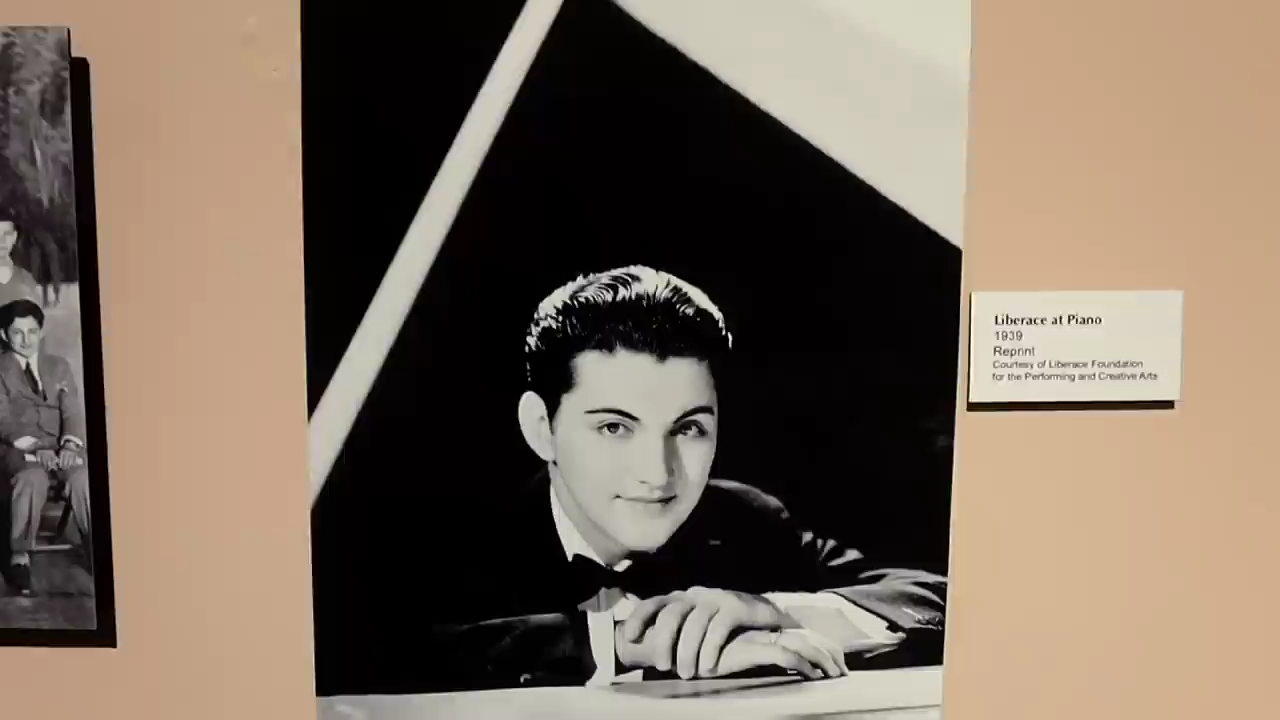 Liberace at Piano
1939
Reprint
Courtesy of Liberace Foundation
for the Performing and Creative Arts